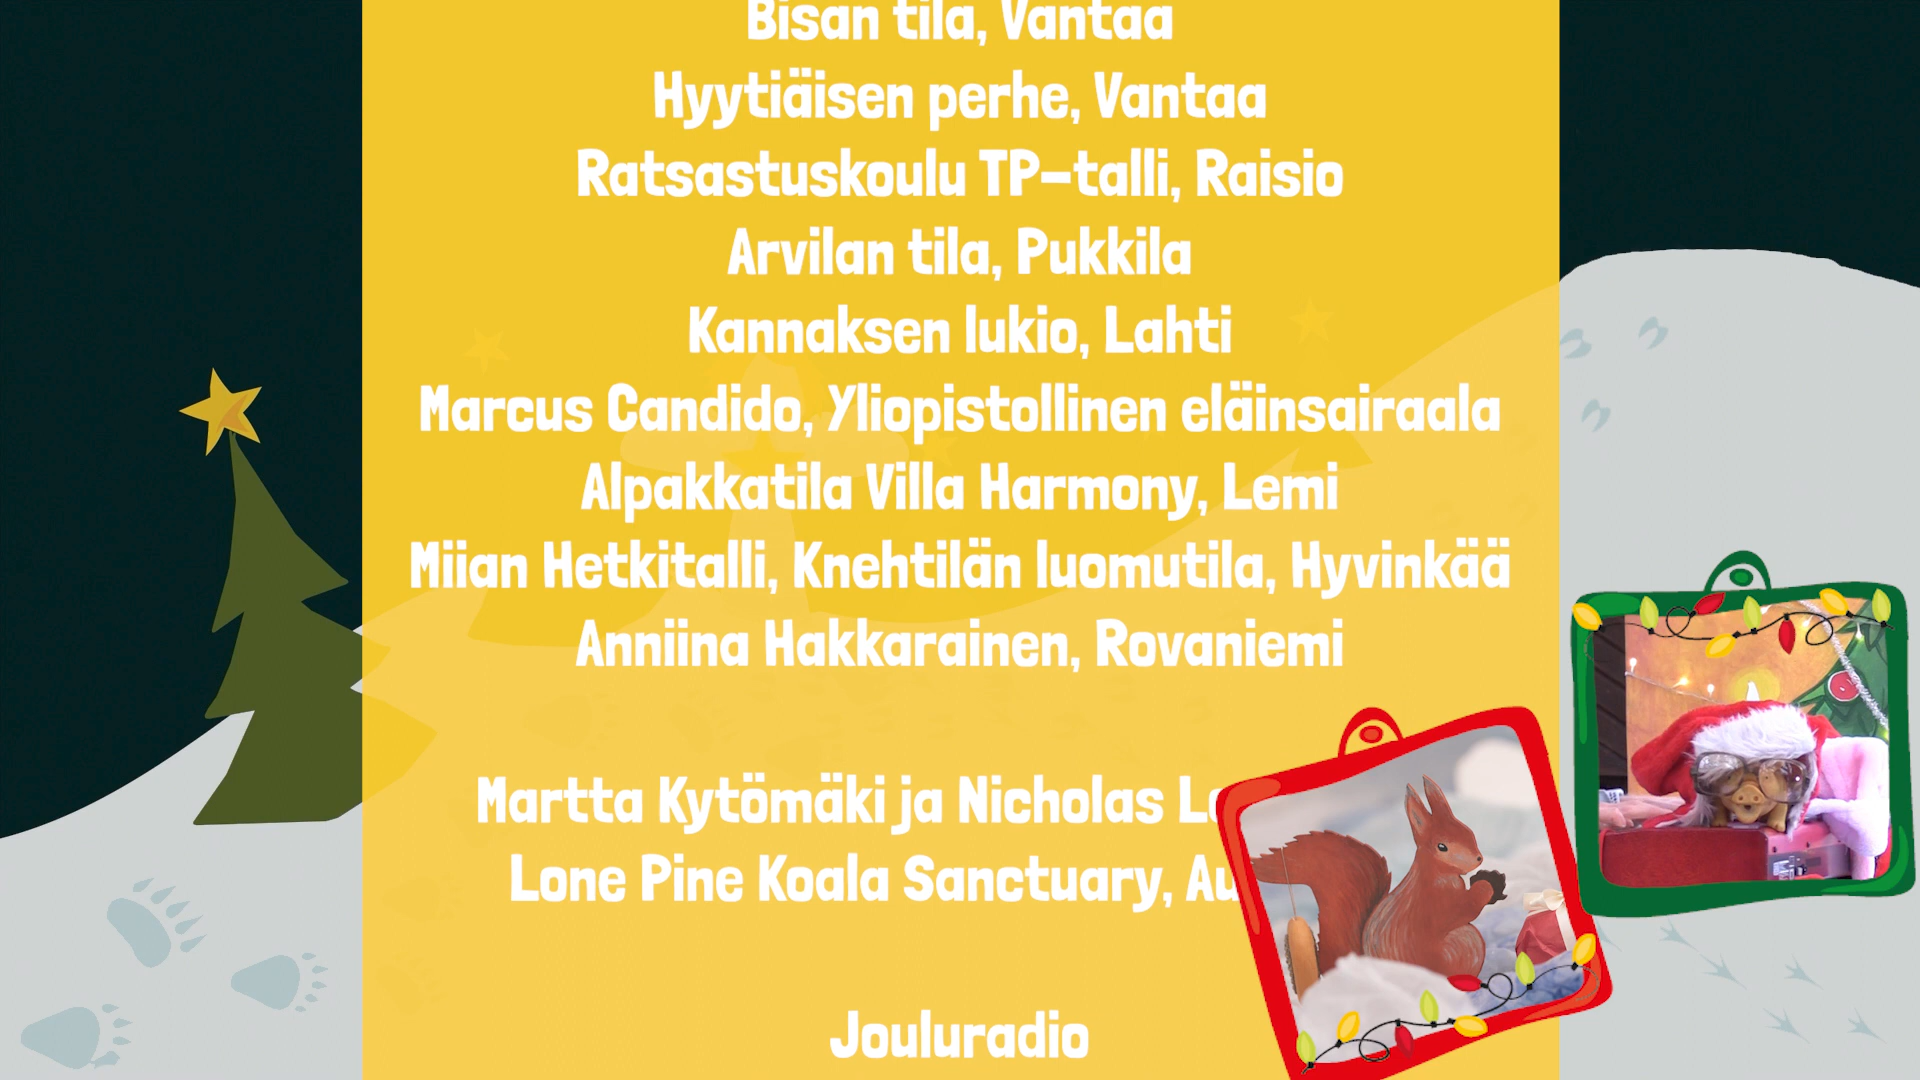 Bisan tila, Vantaa
Hyytiäisen perhe, Vantaa
Ratsastuskoulu TP-talli, Raisio
Arvilan tila, Pukkila
Kannaksen lukio, Lahti
Marcus Candido, Yliopistollinen eläinsairaala
Alpakkatila Villa Harmony, Lemi
Miian Hetkitalli, Knehtilän luomutila, Hyvinkää
Anniina Hakkarainen, Rovaniemi
Martta Kytömäki ja Nicholas
Lone Pine Koala Sanctuary,
Jouluradio